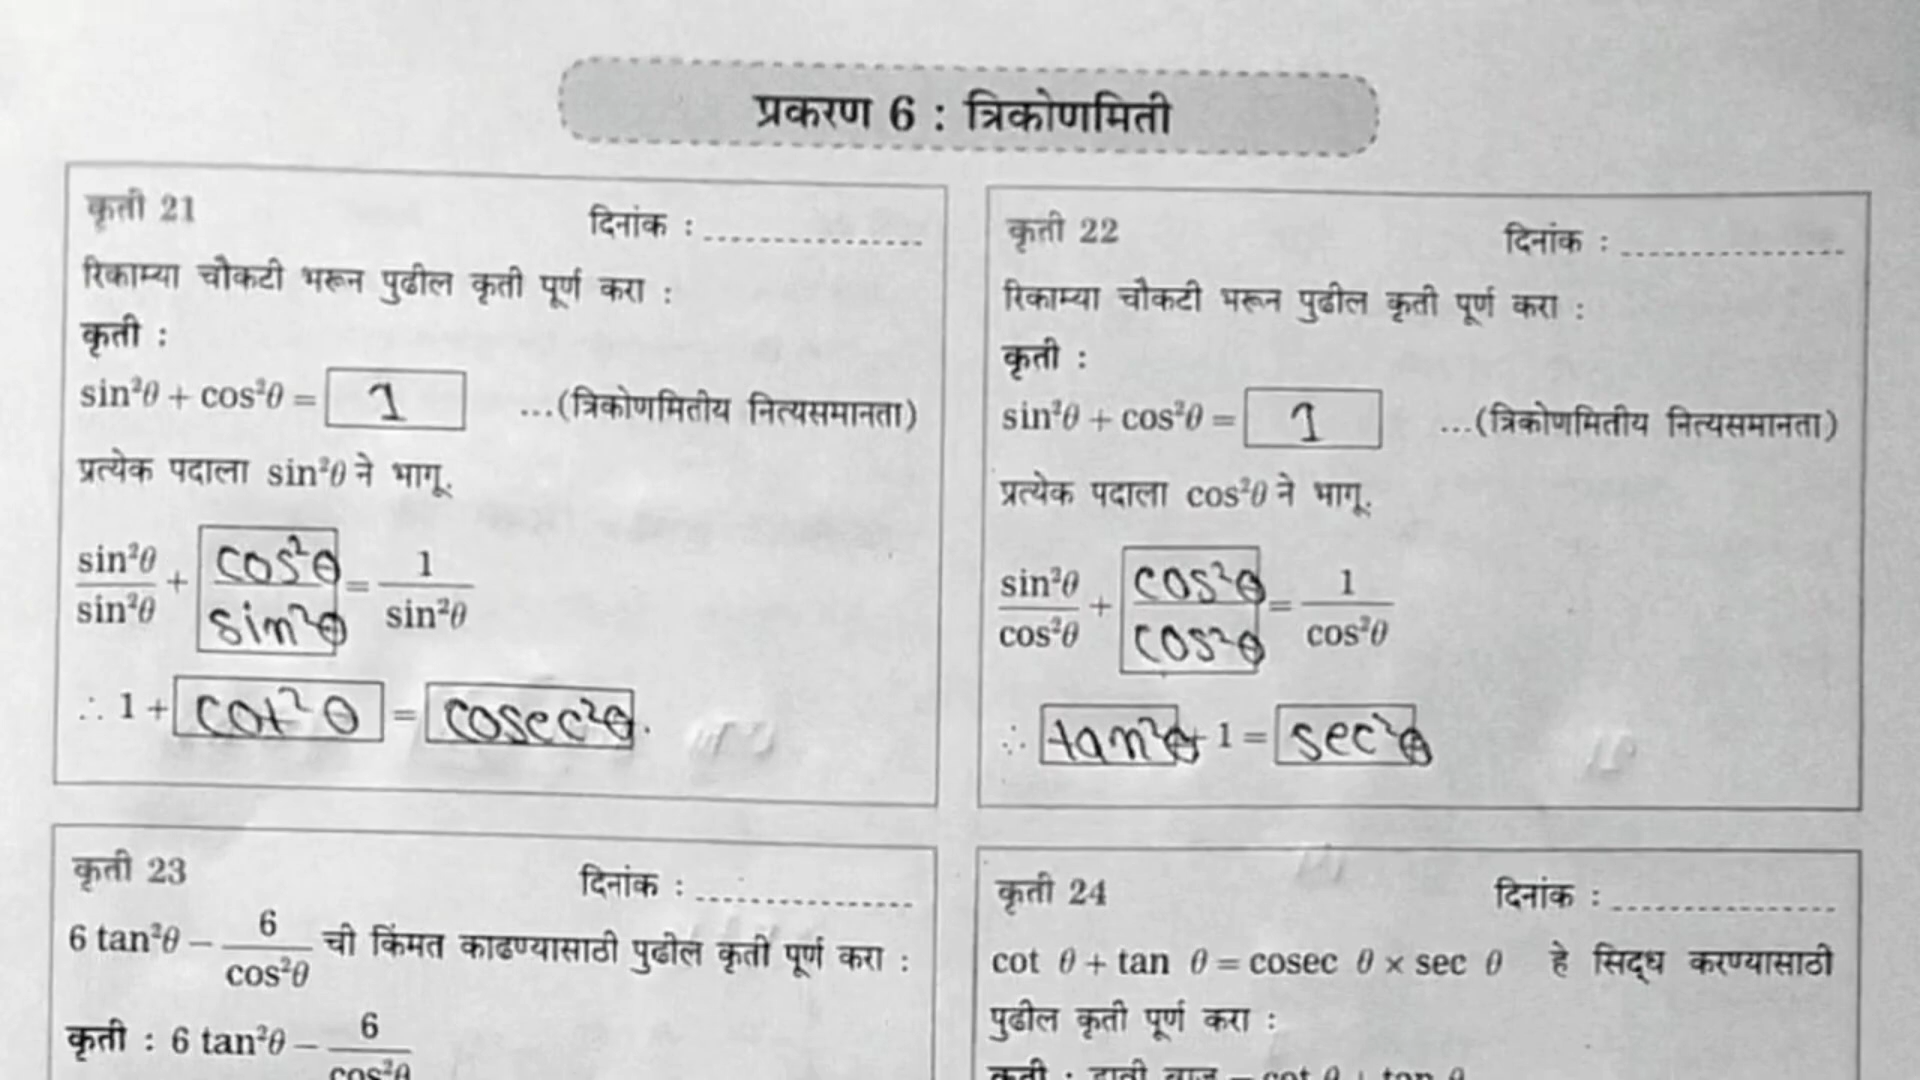 प्रकरण 6 : त्रिकोणमिती
कृती 21 दिनांक :
रिकाम्या चौकटी भरून पुढील कृती पूर्ण करा :
कृती :
sin²θ + cos²θ = 1 ...(त्रिकोणमितीय नित्यसमानता)
प्रत्येक पदाला sin²θ ने भागू.
sin²θ/sin²θ + cos²θ/sin²θ = 1/sin²θ
∴ 1 + cot²θ = cosec²θ.
कृती 22 दिनांक :
रिकाम्या चौकटी भरून पुढील कृती पूर्ण करा :
कृती :
sin²θ + cos²θ = 1 ...(त्रिकोणमितीय नित्यसमानता)
प्रत्येक पदाला cos²θ ने भागू.
sin²θ/cos²θ + cos²θ/cos²θ = 1/cos²θ
∴ tan²θ + 1 = sec²θ
कृती 23 दिनांक :
6 tan²θ − 6/cos²θ ची किंमत काढण्यासाठी पुढील कृती पूर्ण करा :
कृती : 6 tan²θ − 6/cos²θ
कृती 24 दिनांक :
cot θ + tan θ = cosec θ × sec θ हे सिद्ध करण्यासाठी
पुढील कृती पूर्ण करा :
कृती : डावी बाजू = cot θ + tan θ